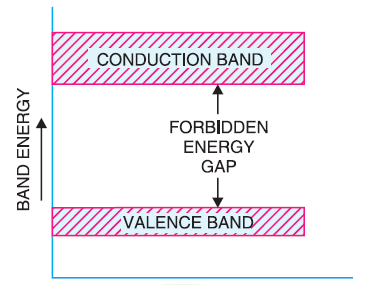 CONDUCTION BAND
BAND ENERGY
FORBIDDEN
ENERGY
GAP
VALENCE BAND